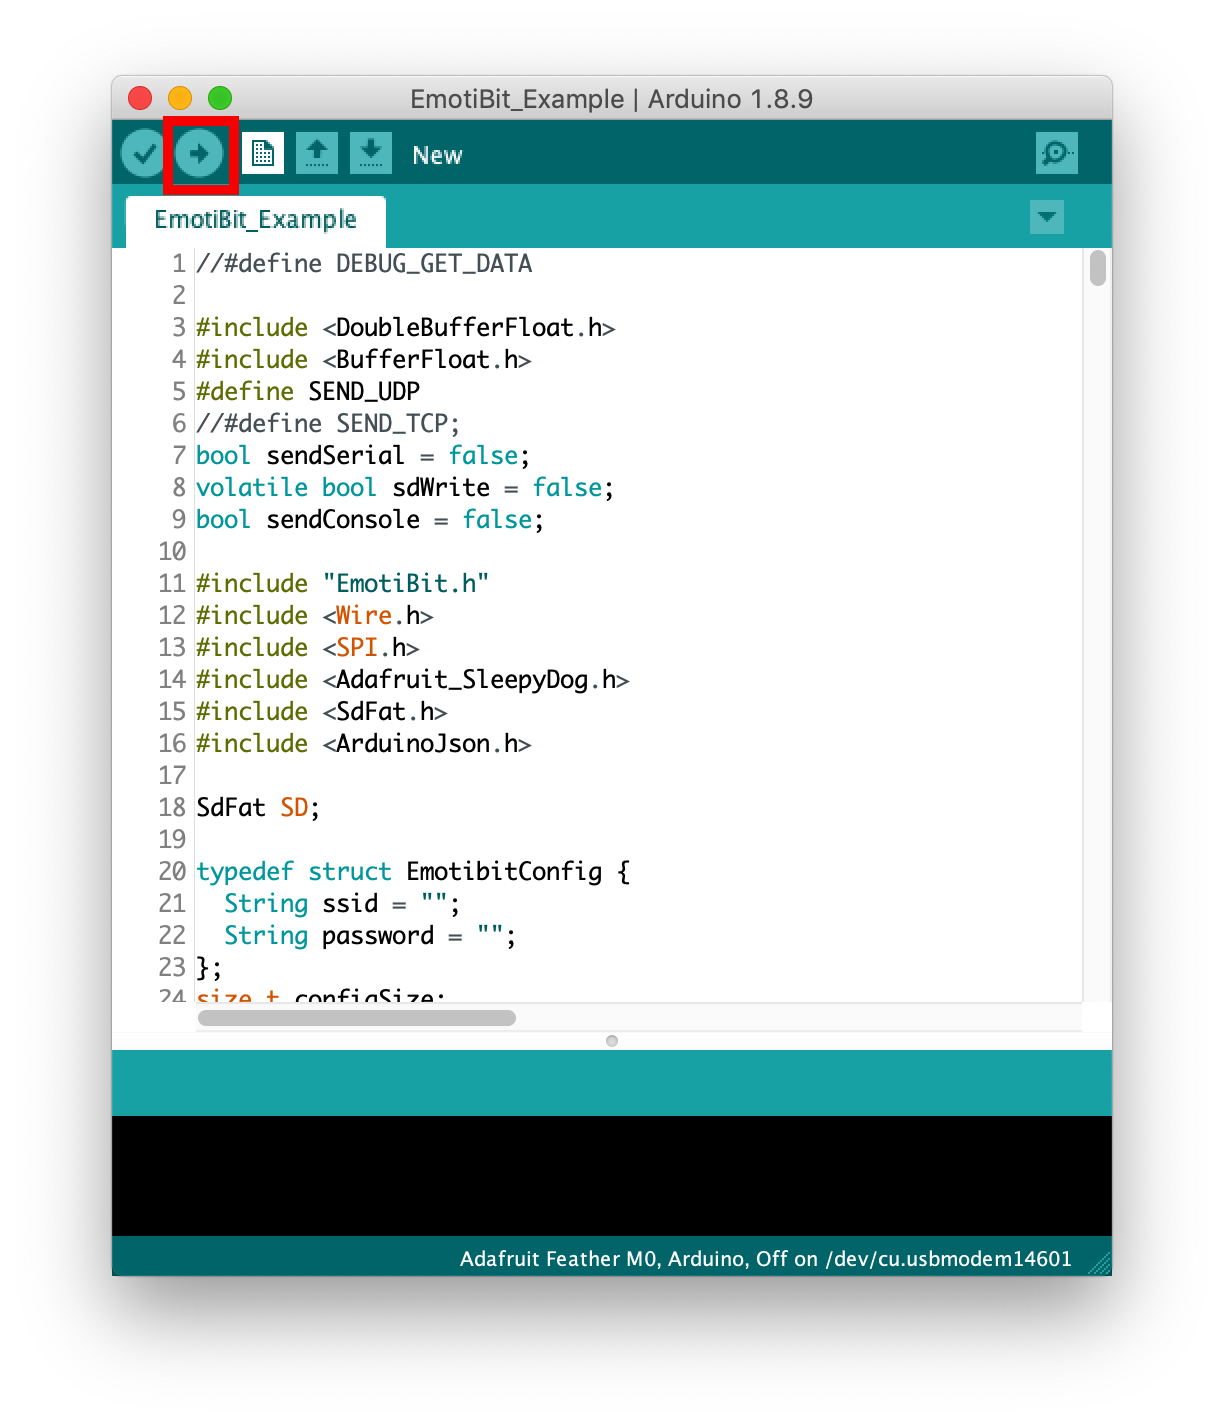 EmotiBit_Example | Arduino 1.8.9
New
EmotiBit_Example
1 //#define DEBUG_GET_DATA
2
3 #include <DoubleBufferFloat.h>
4 #include <BufferFloat.h>
5 #define SEND_UDP
6 //#define SEND_TCP;
7 bool sendSerial = false;
8 volatile bool sdWrite = false;
9 bool sendConsole = false;
10
11 #include "EmotiBit.h"
12 #include <Wire.h>
13 #include <SPI.h>
14 #include <Adafruit_SleepyDog.h>
15 #include <SdFat.h>
16 #include <ArduinoJson.h>
17
18 SdFat SD;
19
20 typedef struct EmotibitConfig {
21   String ssid = "";
22   String password = "";
23 };
24 size_t configSize;
Adafruit Feather M0, Arduino, Off on /dev/cu.usbmodem14601